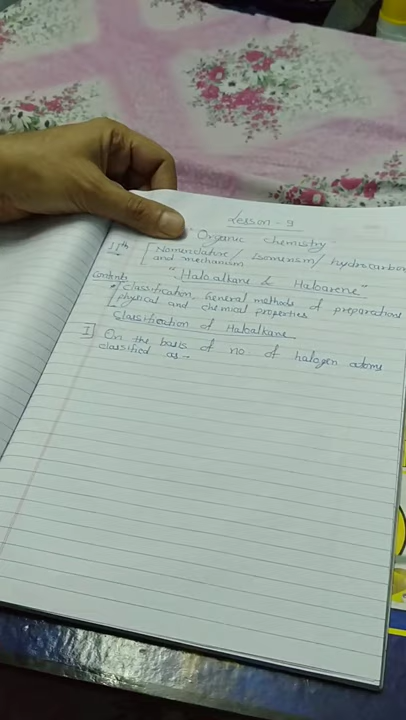 Lesson - 9
Organic chemistry
11th [Nomenclature / Isomerism / hydrocarbon
and mechanism
"Haloalkane & Haloarene"
Contents
Classification, General methods of preparation
physical and chemical properties
Classification of Haloalkane
I] On the basis of no. of halogen atoms
classified as -